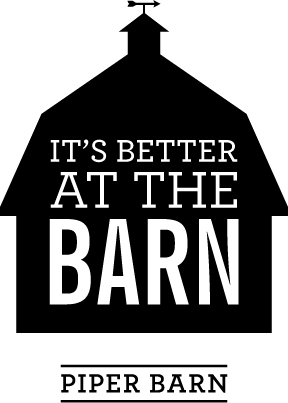 IT'S BETTER
AT THE
BARN
PIPER BARN